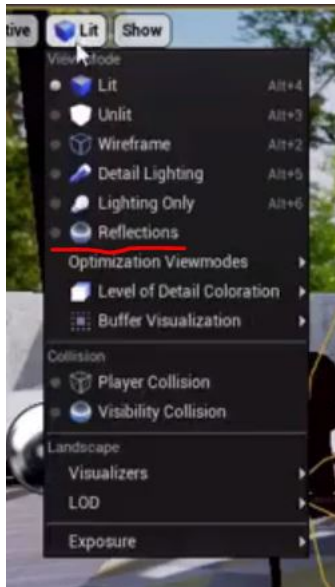 tive Lit Show
View Mode
Lit Alt+4
Unlit Alt+3
Wireframe Alt+2
Detail Lighting Alt+5
Lighting Only Alt+6
Reflections
Optimization Viewmodes
Level of Detail Coloration
Buffer Visualization
Collision
Player Collision
Visibility Collision
Landscape
Visualizers
LOD
Exposure